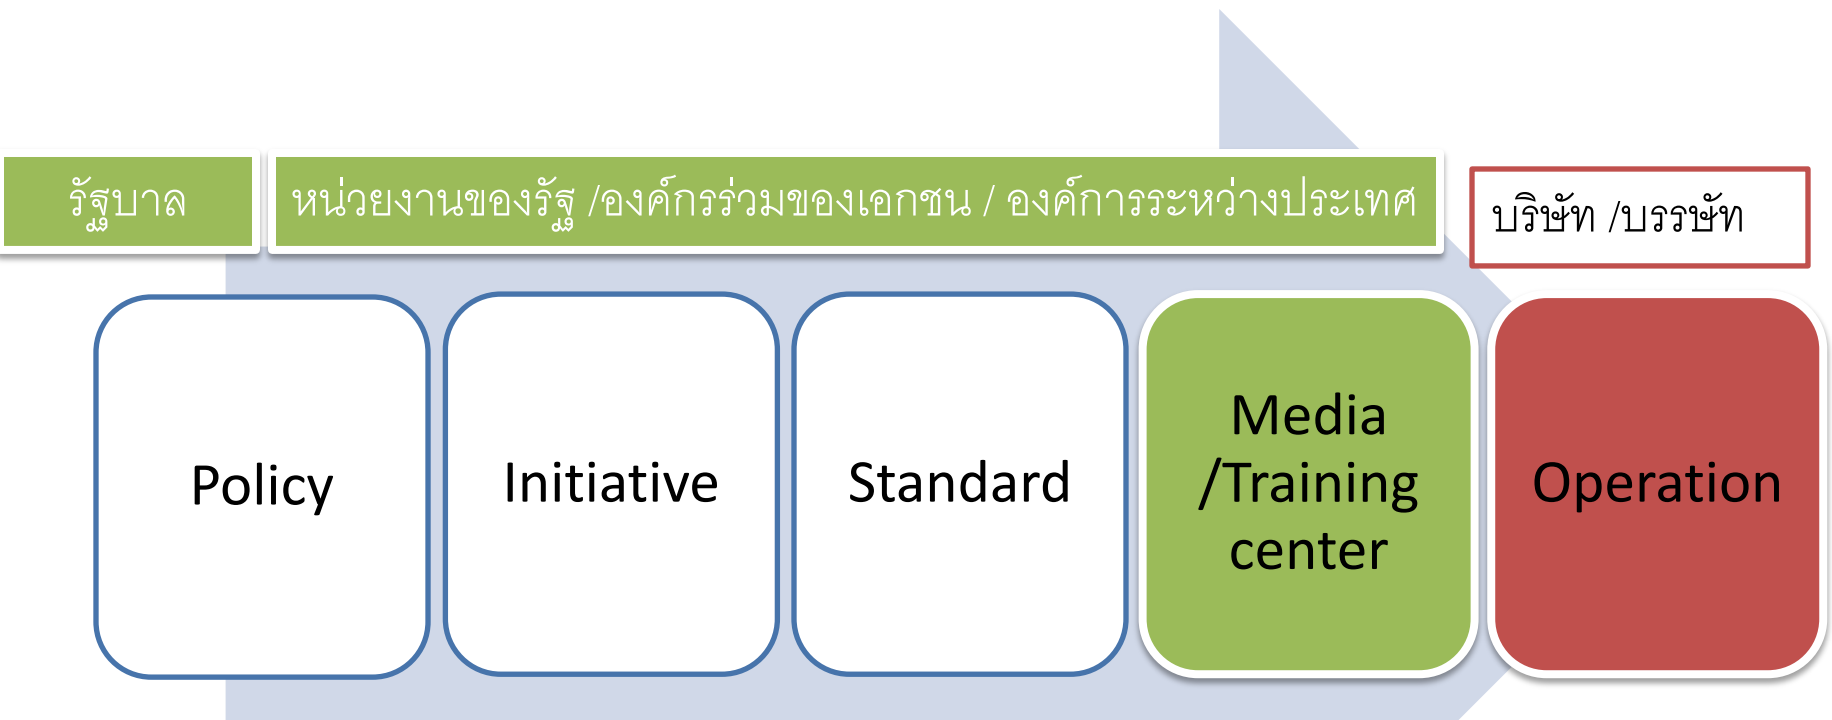 รัฐบาล
หน่วยงานของรัฐ /องค์กรร่วมของเอกชน / องค์การระหว่างประเทศ
บริษัท /บรรษัท
Policy
Initiative
Standard
Media
/Training
center
Operation